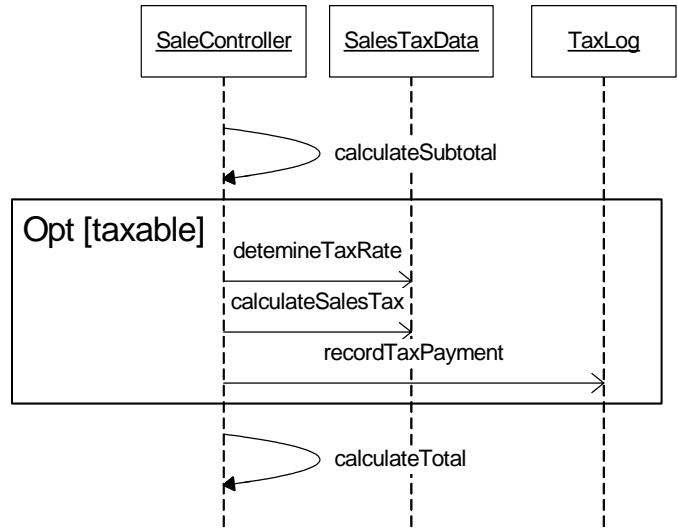 SaleController
SalesTaxData
TaxLog
calculateSubtotal
Opt [taxable]
detemineTaxRate
calculateSalesTax
recordTaxPayment
calculateTotal